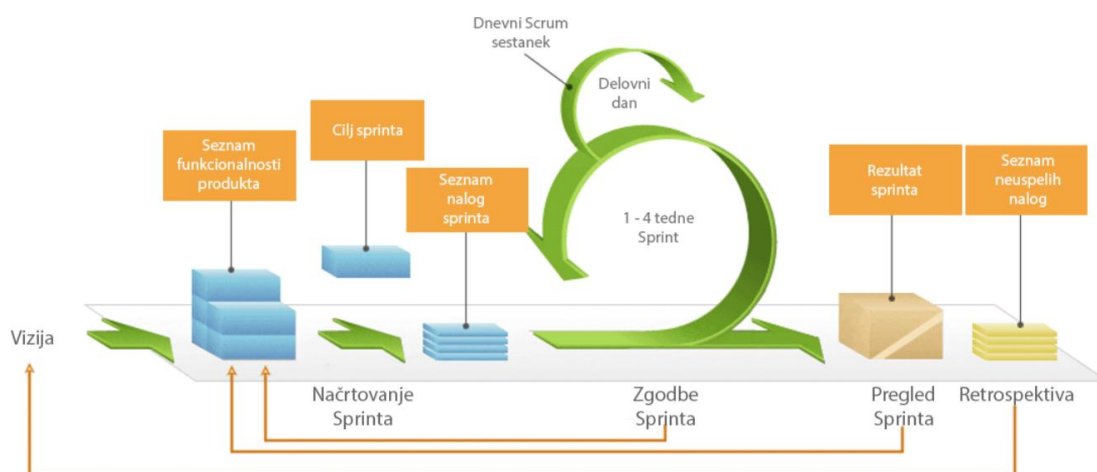 Dnevni Scrum
sestanek
Delovni
dan
Cilj sprinta
Seznam
funkcionalnosti
produkta
Seznam
nalog
sprinta
Rezultat
sprinta
Seznam
neuspelih
nalog
1 - 4 tedne
Sprint
Vizija
Načrtovanje
Sprinta
Zgodbe
Sprinta
Pregled
Sprinta
Retrospektiva